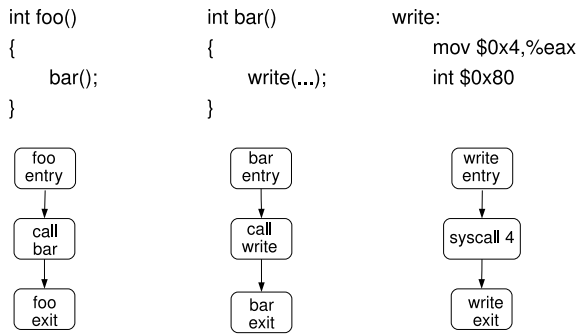 int foo()
{
bar();
}
int bar()
{
write(...);
}
write:
mov $0x4,%eax
int $0x80
foo
entry
call
bar
foo
exit
bar
entry
call
write
bar
exit
write
entry
syscall 4
write
exit